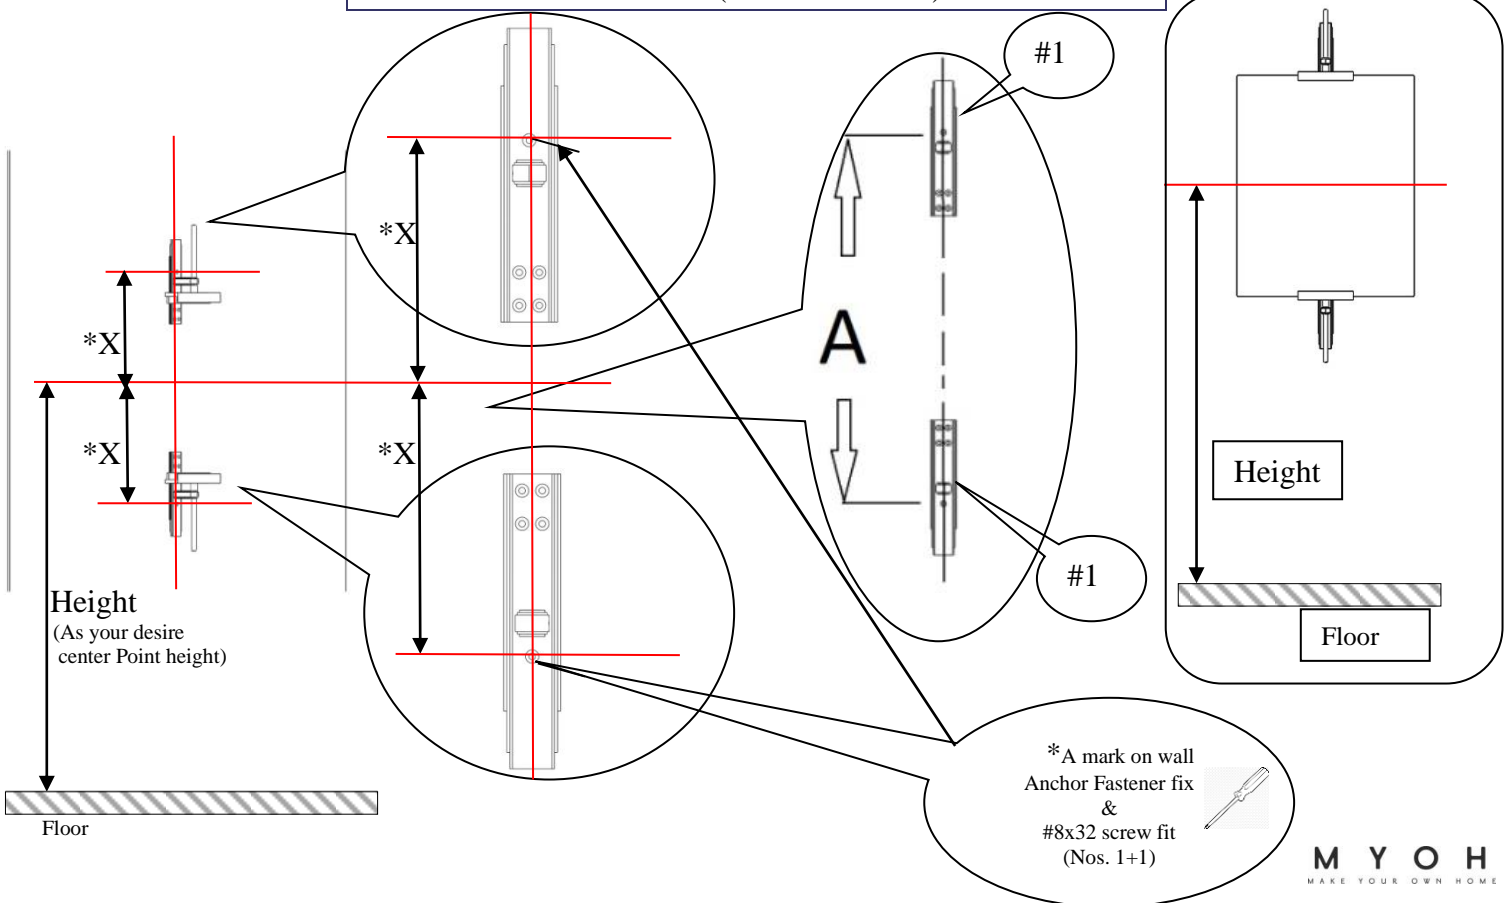 #1
*X
*X
*X
*X
A
#1
Height
(As your desire
center Point height)
Floor
Height
Floor
*A mark on wall
Anchor Fastener fix
&
#8x32 screw fit
(Nos. 1+1)
M Y O H
MAKE YOUR OWN HOME